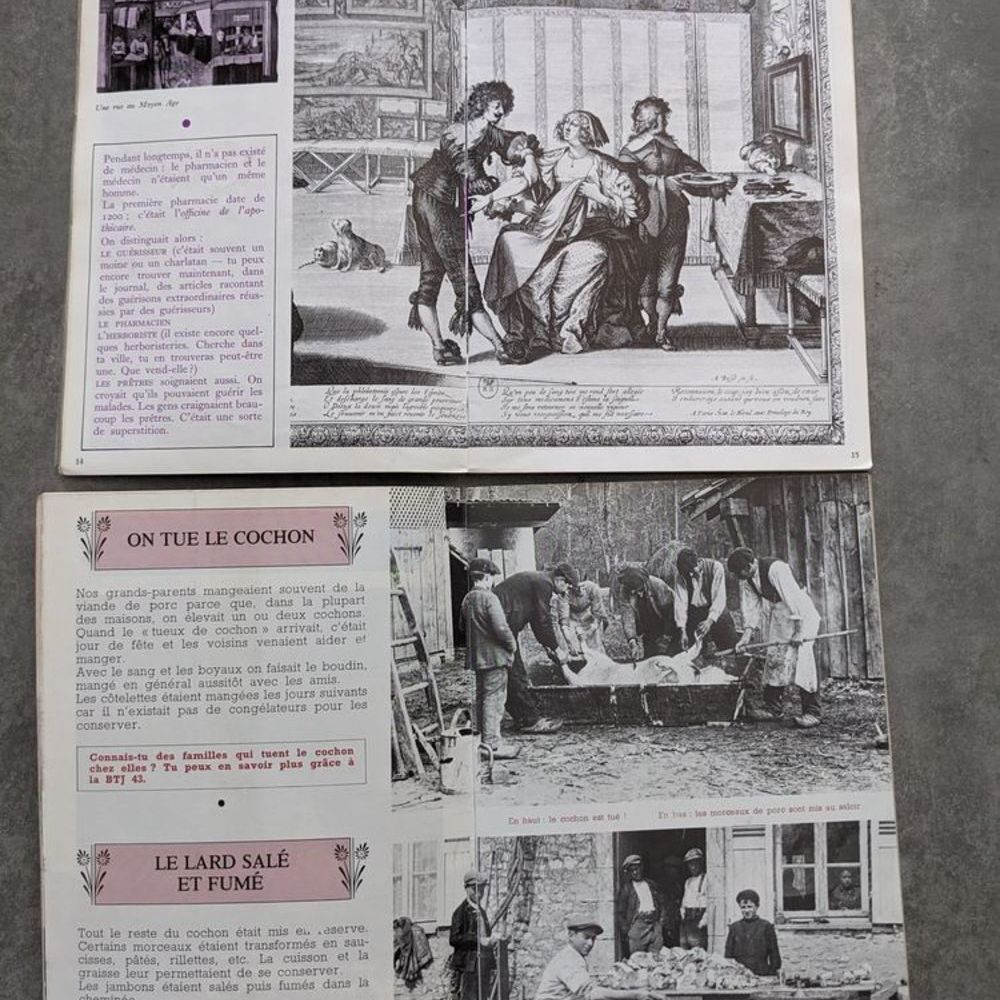 Une rue au Moyen Âge
Pendant longtemps, il n'a pas existé
de médecin : le pharmacien et le
médecin n'étaient qu'un même
homme.
La première pharmacie date de
1200 ; c'était l'officine de l'apo-
thicaire.
On distinguait alors :
LE GUÉRISSEUR (c'était souvent un
moine ou un charlatan — tu peux
encore trouver maintenant, dans
le journal, des articles racontant
des guérisons extraordinaires réus-
sies par des guérisseurs)
LE PHARMACIEN
L'HERBORISTE (il existe encore quel-
ques herboristeries. Cherche dans
ta ville, tu en trouveras peut-être
une. Que vend-elle ?)
LES PRÊTRES soignaient aussi. On
croyait qu'ils pouvaient guérir les
malades. Les gens craignaient beau-
coup les prêtres. C'était une sorte
de superstition.
14
15
ON TUE LE COCHON
Nos grands-parents mangeaient souvent de la
viande de porc parce que, dans la plupart
des maisons, on élevait un ou deux cochons.
Quand le « tueux de cochon » arrivait, c'était
jour de fête et les voisins venaient aider et
manger.
Avec le sang et les boyaux on faisait le boudin,
mangé en général aussitôt avec les amis.
Les côtelettes étaient mangées les jours suivants
car il n'existait pas de congélateurs pour les
conserver.
Connais-tu des familles qui tuent le cochon
chez elles ? Tu peux en savoir plus grâce à
la BTJ 43.
En haut : le cochon est tué !
En bas : les morceaux de porc sont mis au saloir
LE LARD SALÉ
ET FUMÉ
Tout le reste du cochon était mis en réserve.
Certains morceaux étaient transformés en sau-
cisses, pâtés, rillettes, etc. La cuisson et la
graisse leur permettaient de se conserver.
Les jambons étaient salés puis fumés dans la
cheminée